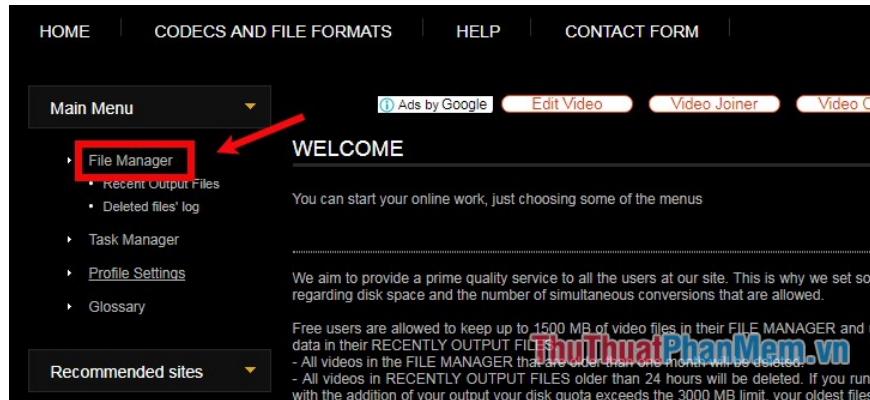 HOME CODECS AND FILE FORMATS HELP CONTACT FORM
Main Menu
File Manager
Recent Output Files
Deleted files' log
Task Manager
Profile Settings
Glossary
Recommended sites
Ads by Google Edit Video Video Joiner Video
WELCOME
You can start your online work, just choosing some of the menus
We aim to provide a prime quality service to all the users at our site. This is why we set so
regarding disk space and the number of simultaneous conversions that are allowed.
Free users are allowed to keep up to 1500 MB of video files in their FILE MANAGER and
data in their RECENTLY OUTPUT FILES.
- All videos in the FILE MANAGER that are older than one month will be deleted.
- All videos in RECENTLY OUTPUT FILES older than 24 hours will be deleted. If you run
with the addition of your output your disk quota exceeds the 3000 MB limit, your oldest files
ThuThuatPhanMem.vn